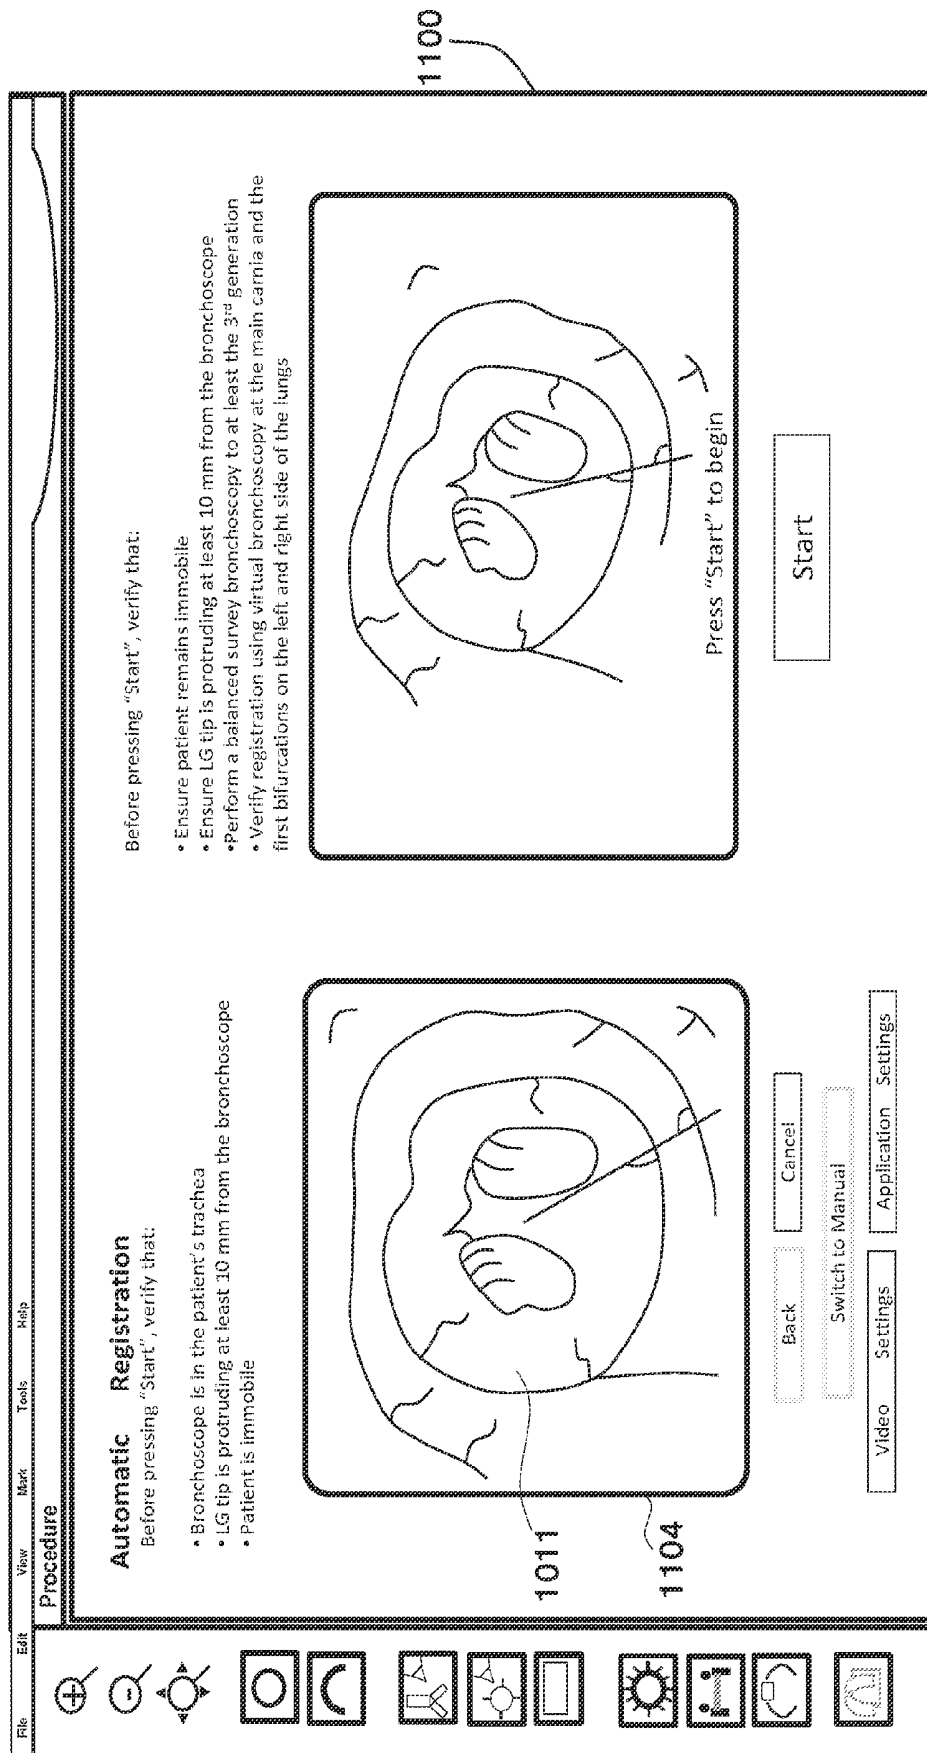 File Edit View Mark Tools Help
Procedure
Automatic Registration
Before pressing "Start", verify that:
• Bronchoscope is in the patient's trachea
• LG tip is protruding at least 10 mm from the bronchoscope
• Patient is immobile
1011
1104
Back
Cancel
Switch to Manual
Video Settings
Application Settings
Before pressing "Start", verify that:
• Ensure patient remains immobile
• Ensure LG tip is protruding at least 10 mm from the bronchoscope
•Perform a balanced survey bronchoscopy to at least the 3rd generation
• Verify registration using virtual bronchoscopy at the main carnia and the
first bifurcations on the left and right side of the lungs
Press "Start" to begin
Start
1100